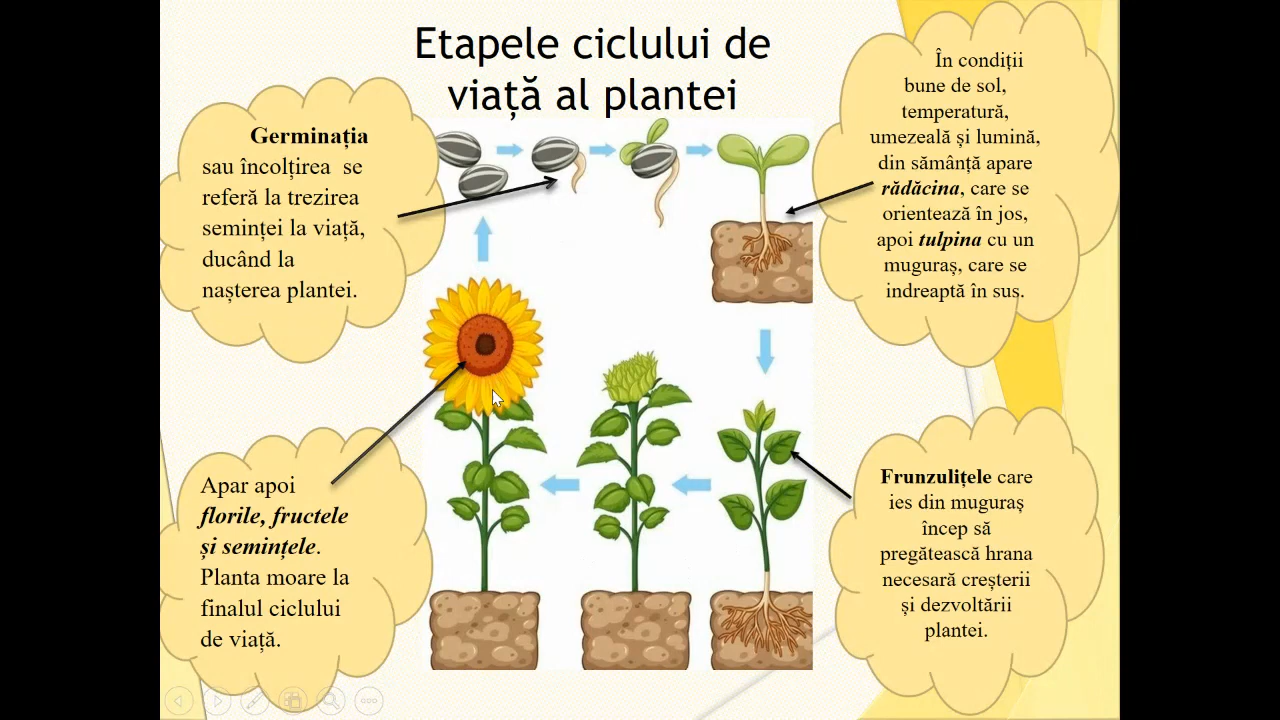 Etapele ciclului de
viață al plantei
Germinația
sau încolțirea se
referă la trezirea
seminței la viață,
ducând la
nașterea plantei.
În condiții
bune de sol,
temperatură,
umezeală și lumină,
din sămânță apare
rădăcina, care se
orientează în jos,
apoi tulpina cu un
muguraș, care se
indreaptă în sus.
Apar apoi
florile, fructele
și semințele.
Planta moare la
finalul ciclului
de viață.
Frunzulițele care
ies din muguraș
încep să
pregătească hrana
necesară creșterii
și dezvoltării
plantei.